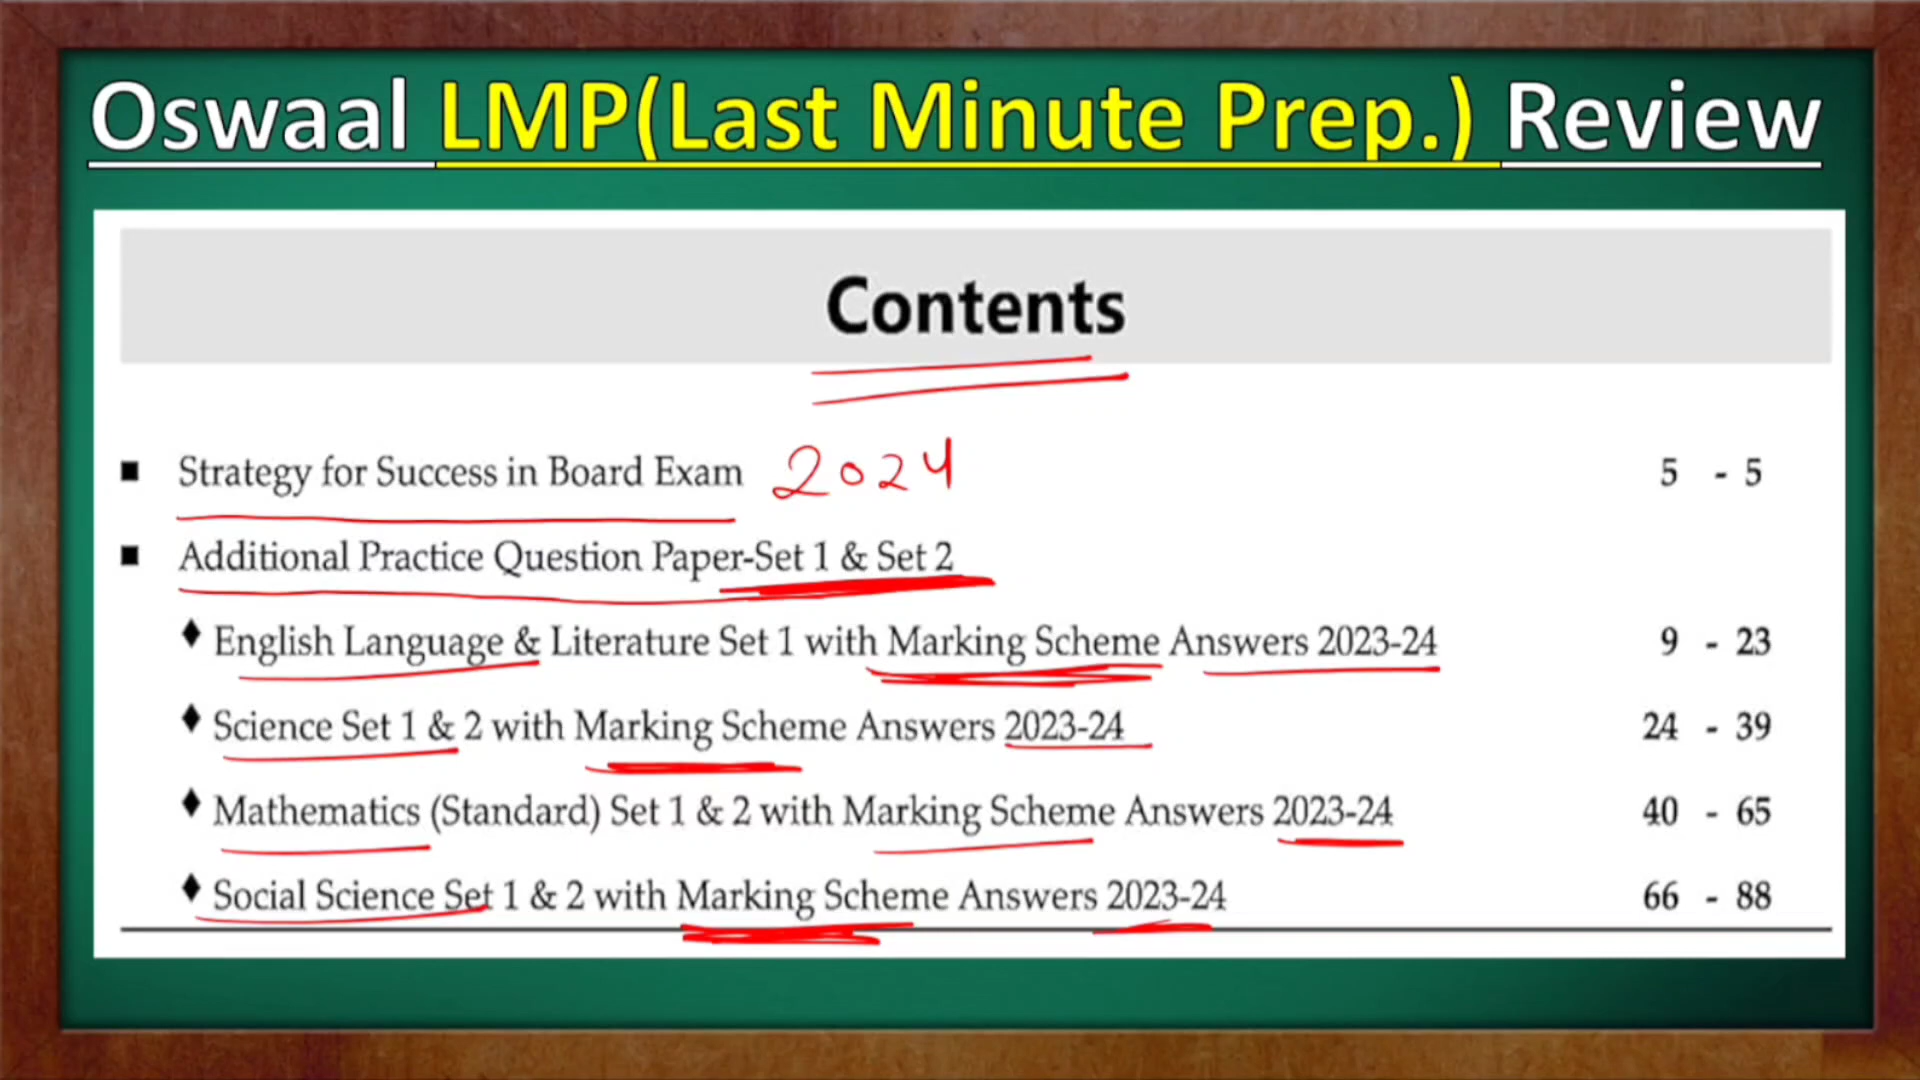 Oswaal LMP(Last Minute Prep.) Review
Contents
■ Strategy for Success in Board Exam 2024 5 - 5
■ Additional Practice Question Paper-Set 1 & Set 2
♦ English Language & Literature Set 1 with Marking Scheme Answers 2023-24 9 - 23
♦ Science Set 1 & 2 with Marking Scheme Answers 2023-24 24 - 39
♦ Mathematics (Standard) Set 1 & 2 with Marking Scheme Answers 2023-24 40 - 65
♦ Social Science Set 1 & 2 with Marking Scheme Answers 2023-24 66 - 88